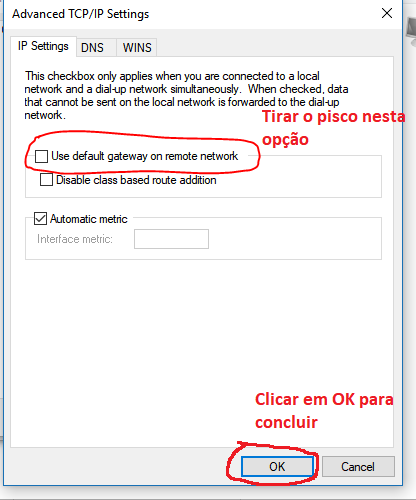 Advanced TCP/IP Settings
IP Settings DNS WINS
This checkbox only applies when you are connected to a local
network and a dial-up network simultaneously. When checked, data
that cannot be sent on the local network is forwarded to the dial-up
network.
Tirar o pisco nesta
opção
Use default gateway on remote network
Disable class based route addition
Automatic metric
Interface metric:
Clicar em OK para
concluir
OK Cancel